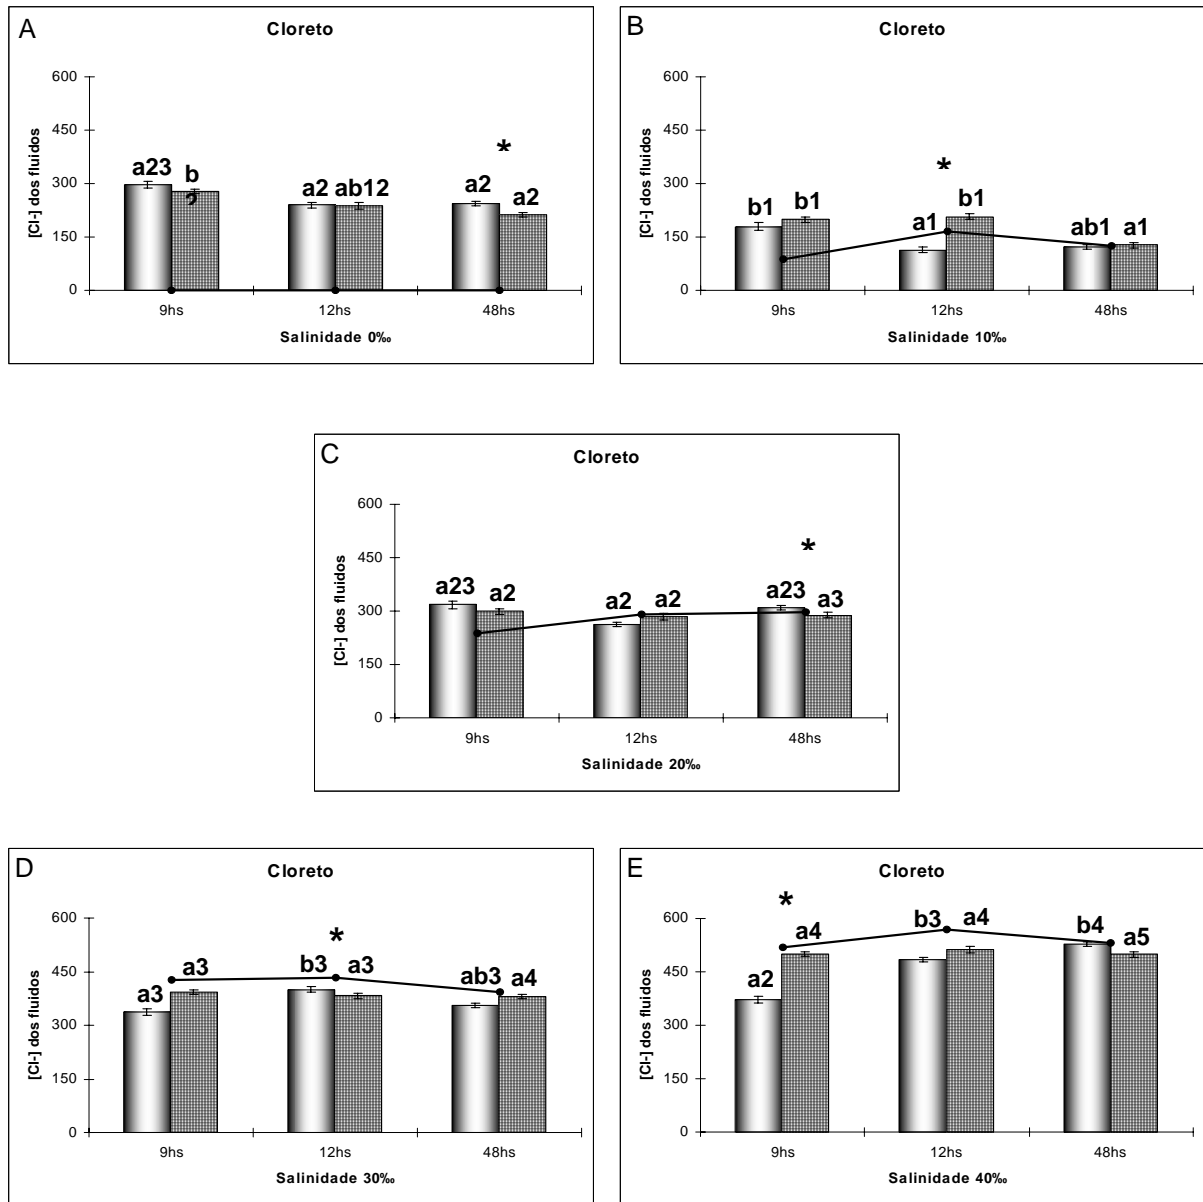 A
Cloreto
600
450
300
150
0
[Cl-] dos fluidos
a23 b a2 ab12 a2 * a2
9hs 12hs 48hs
Salinidade 0‰
B
Cloreto
600
450
300
150
0
[Cl-] dos fluidos
b1 b1 a1 * b1 ab1 a1
9hs 12hs 48hs
Salinidade 10‰
C
Cloreto
600
450
300
150
0
[Cl-] dos fluidos
a23 a2 a2 a2 a23 * a3
9hs 12hs 48hs
Salinidade 20‰
D
Cloreto
600
450
300
150
0
[Cl-] dos fluidos
a3 a3 b3 * a3 ab3 a4
9hs 12hs 48hs
Salinidade 30‰
E
Cloreto
600
450
300
150
0
[Cl-] dos fluidos
a2 * a4 b3 a4 b4 a5
9hs 12hs 48hs
Salinidade 40‰